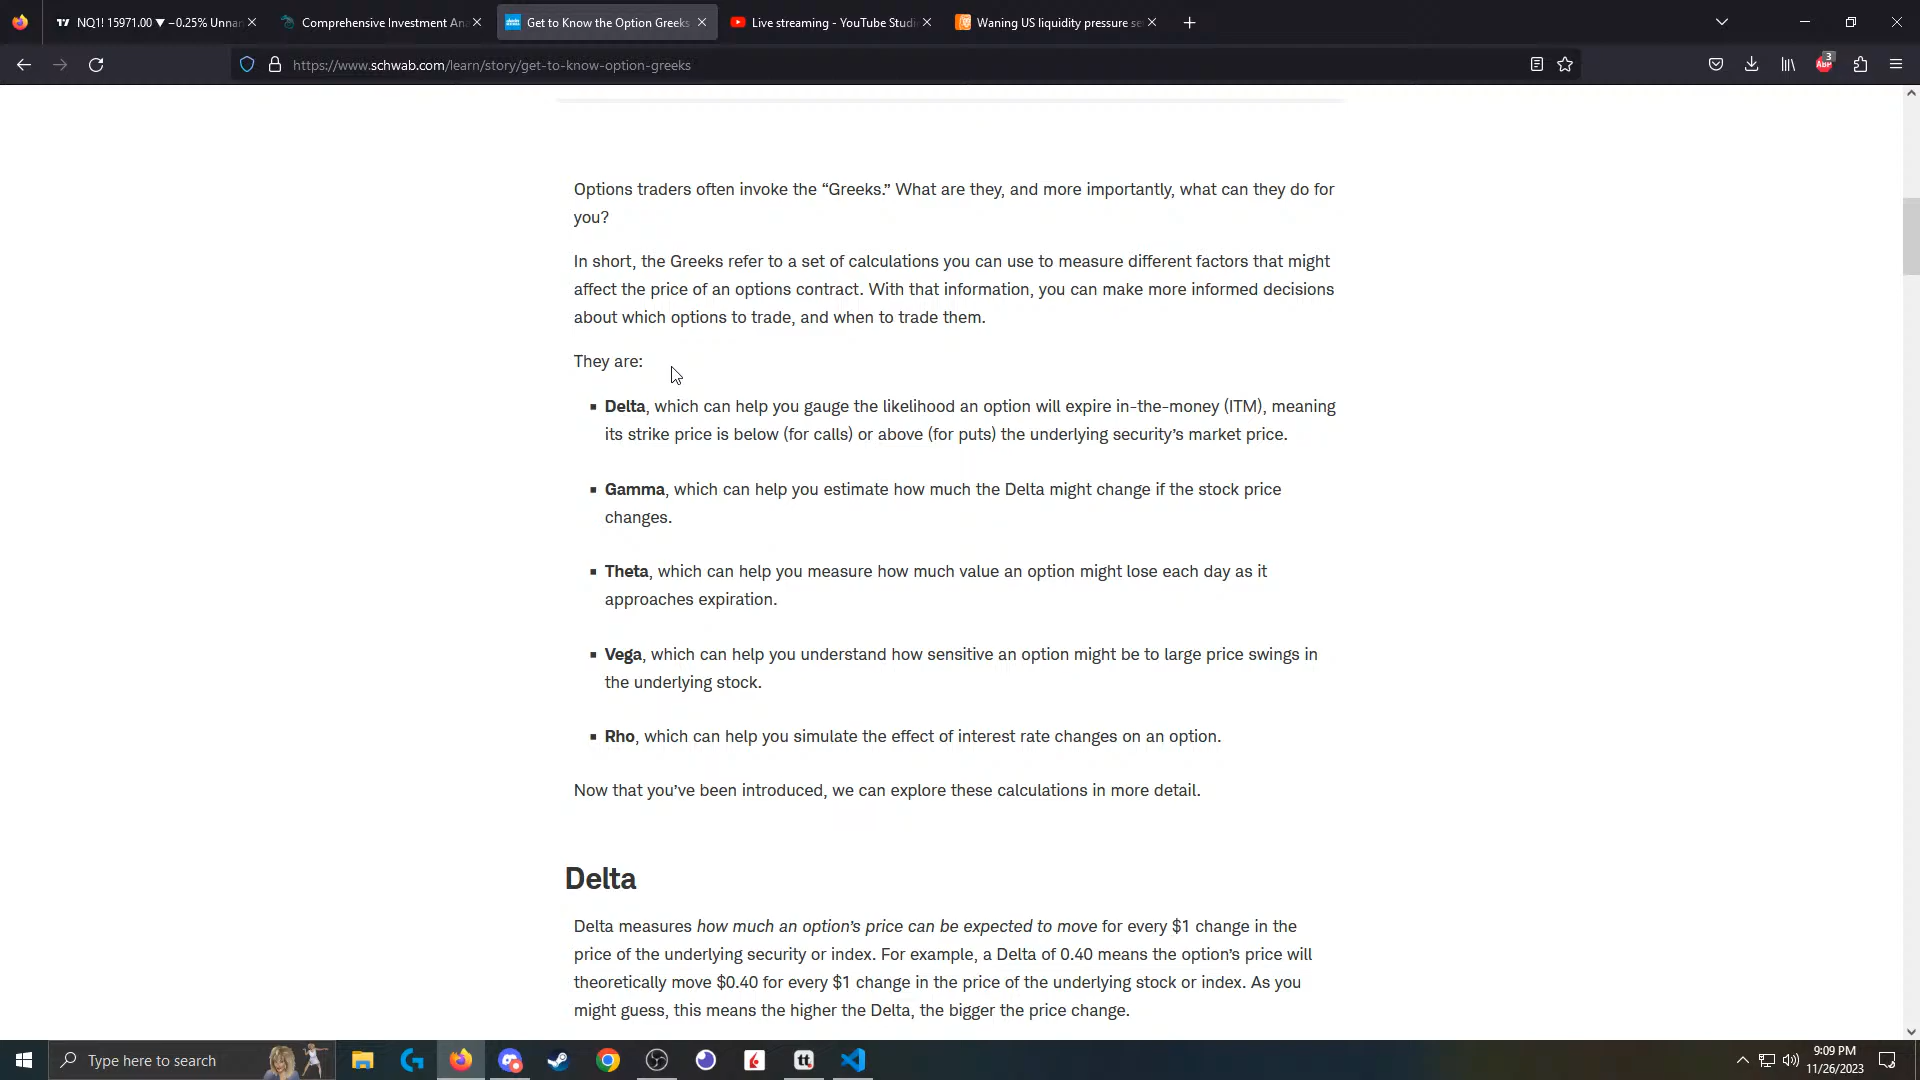 NQ1! 15971.00 ▼ −0.25% Unnar
Comprehensive Investment Ana
Get to Know the Option Greeks
Live streaming - YouTube Studi
Waning US liquidity pressure se
https://www.schwab.com/learn/story/get-to-know-option-greeks
3
ABP
Options traders often invoke the “Greeks.” What are they, and more importantly, what can they do for
you?
In short, the Greeks refer to a set of calculations you can use to measure different factors that might
affect the price of an options contract. With that information, you can make more informed decisions
about which options to trade, and when to trade them.
They are:
▪ Delta, which can help you gauge the likelihood an option will expire in-the-money (ITM), meaning
its strike price is below (for calls) or above (for puts) the underlying security’s market price.
▪ Gamma, which can help you estimate how much the Delta might change if the stock price
changes.
▪ Theta, which can help you measure how much value an option might lose each day as it
approaches expiration.
▪ Vega, which can help you understand how sensitive an option might be to large price swings in
the underlying stock.
▪ Rho, which can help you simulate the effect of interest rate changes on an option.
Now that you’ve been introduced, we can explore these calculations in more detail.
Delta
Delta measures how much an option’s price can be expected to move for every $1 change in the
price of the underlying security or index. For example, a Delta of 0.40 means the option’s price will
theoretically move $0.40 for every $1 change in the price of the underlying stock or index. As you
might guess, this means the higher the Delta, the bigger the price change.
Type here to search
tt
9:09 PM
11/26/2023